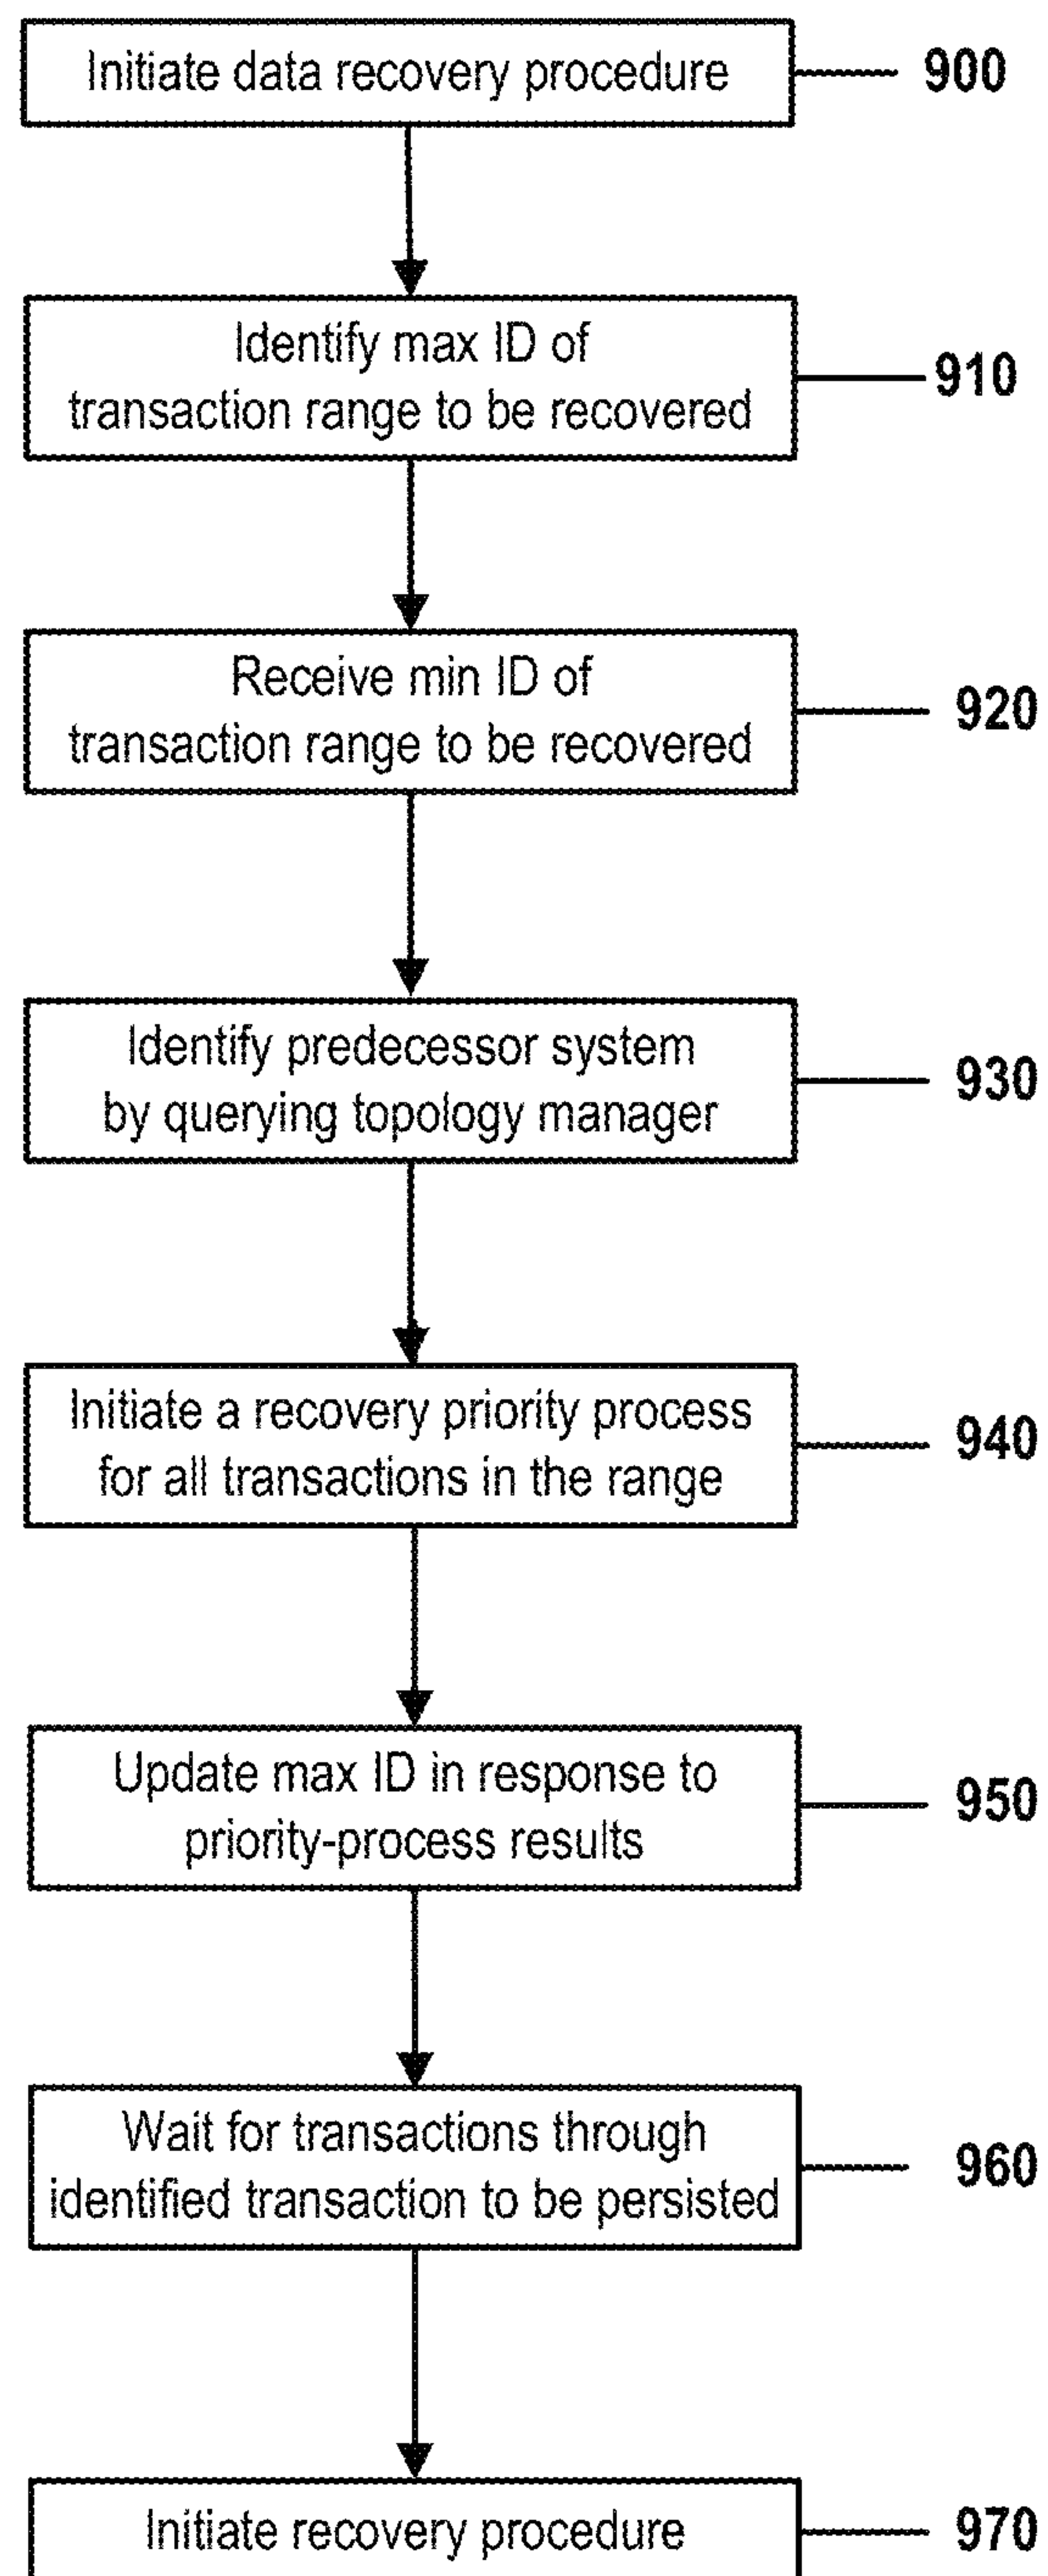 Initiate data recovery procedure
900
Identify max ID of
transaction range to be recovered
910
Receive min ID of
transaction range to be recovered
920
Identify predecessor system
by querying topology manager
930
Initiate a recovery priority process
for all transactions in the range
940
Update max ID in response to
priority-process results
950
Wait for transactions through
identified transaction to be persisted
960
Initiate recovery procedure
970